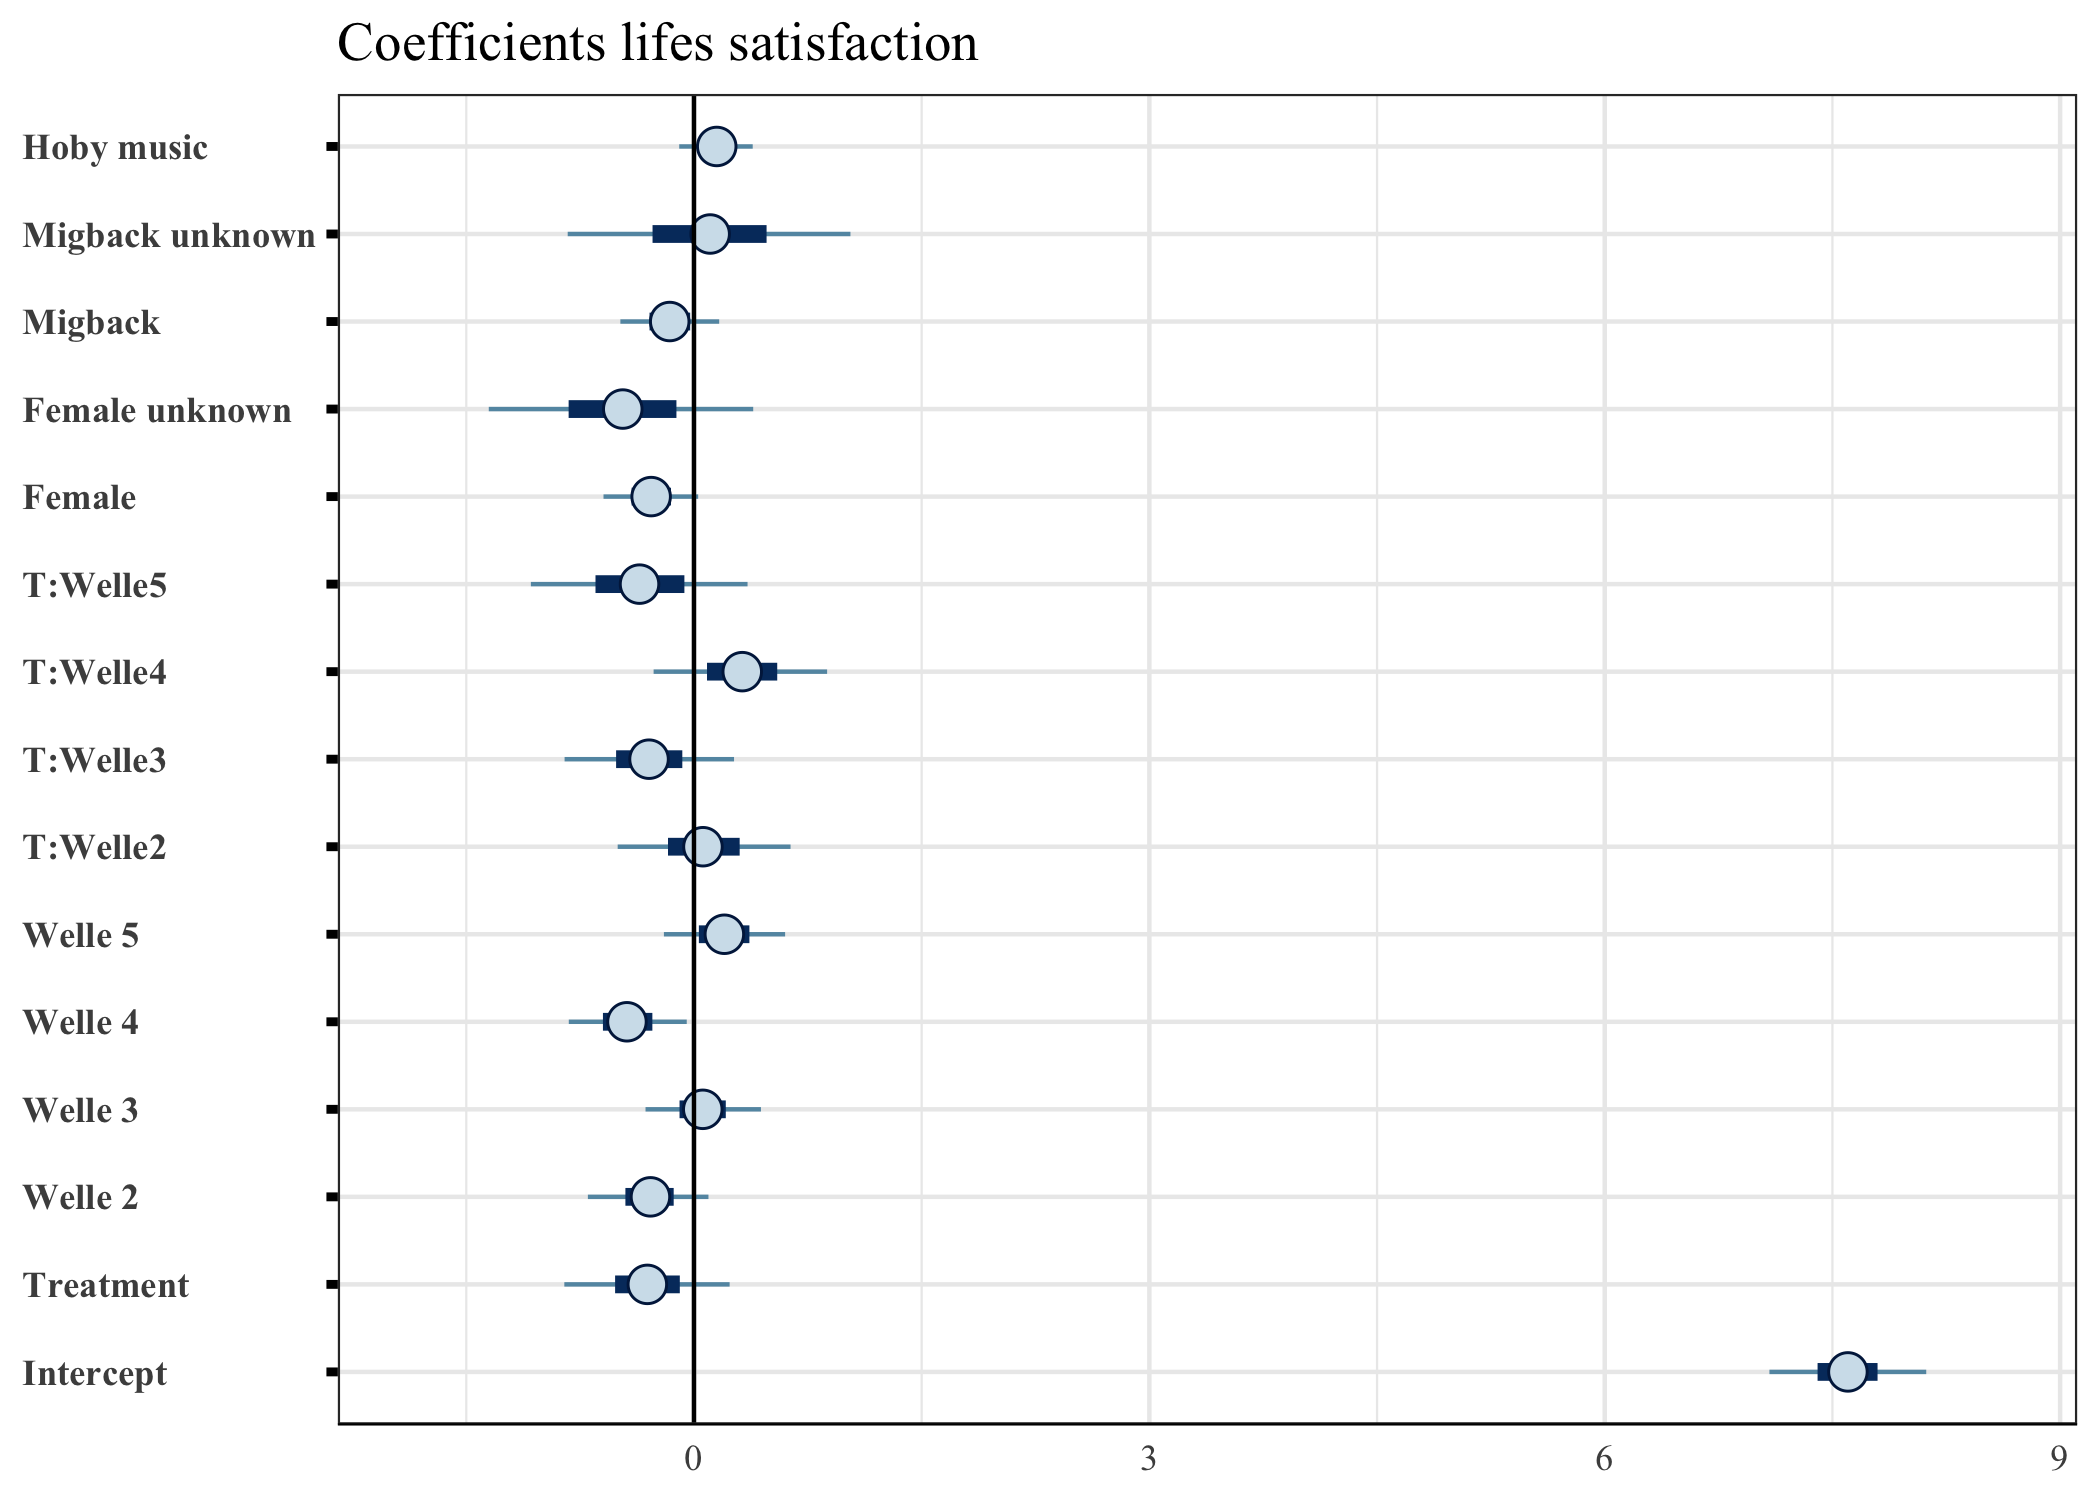 Coefficients lifes satisfaction
Hoby music
Migback unknown
Migback
Female unknown
Female
T:Welle5
T:Welle4
T:Welle3
T:Welle2
Welle 5
Welle 4
Welle 3
Welle 2
Treatment
Intercept
0 3 6 9